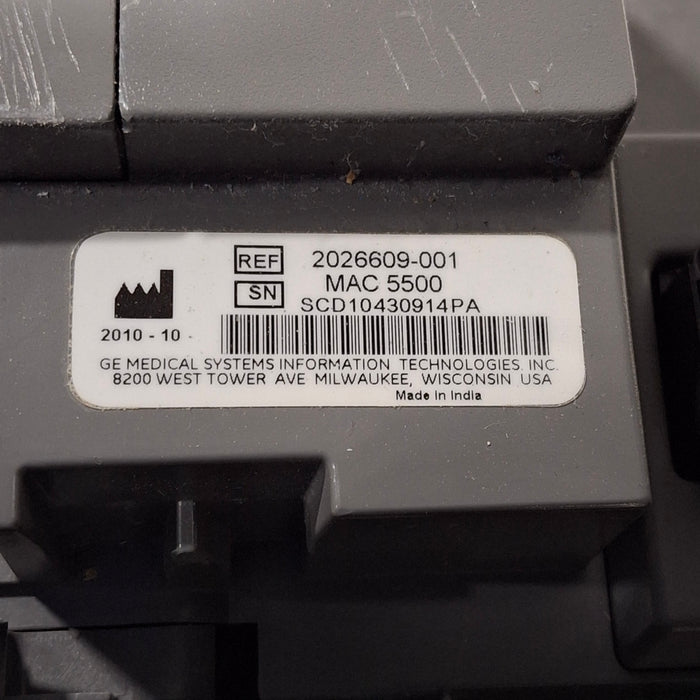 REF 2026609-001
MAC 5500
SN SCD10430914PA
2010 - 10 -
GE MEDICAL SYSTEMS INFORMATION TECHNOLOGIES, INC.
8200 WEST TOWER AVE MILWAUKEE, WISCONSIN USA
Made in India